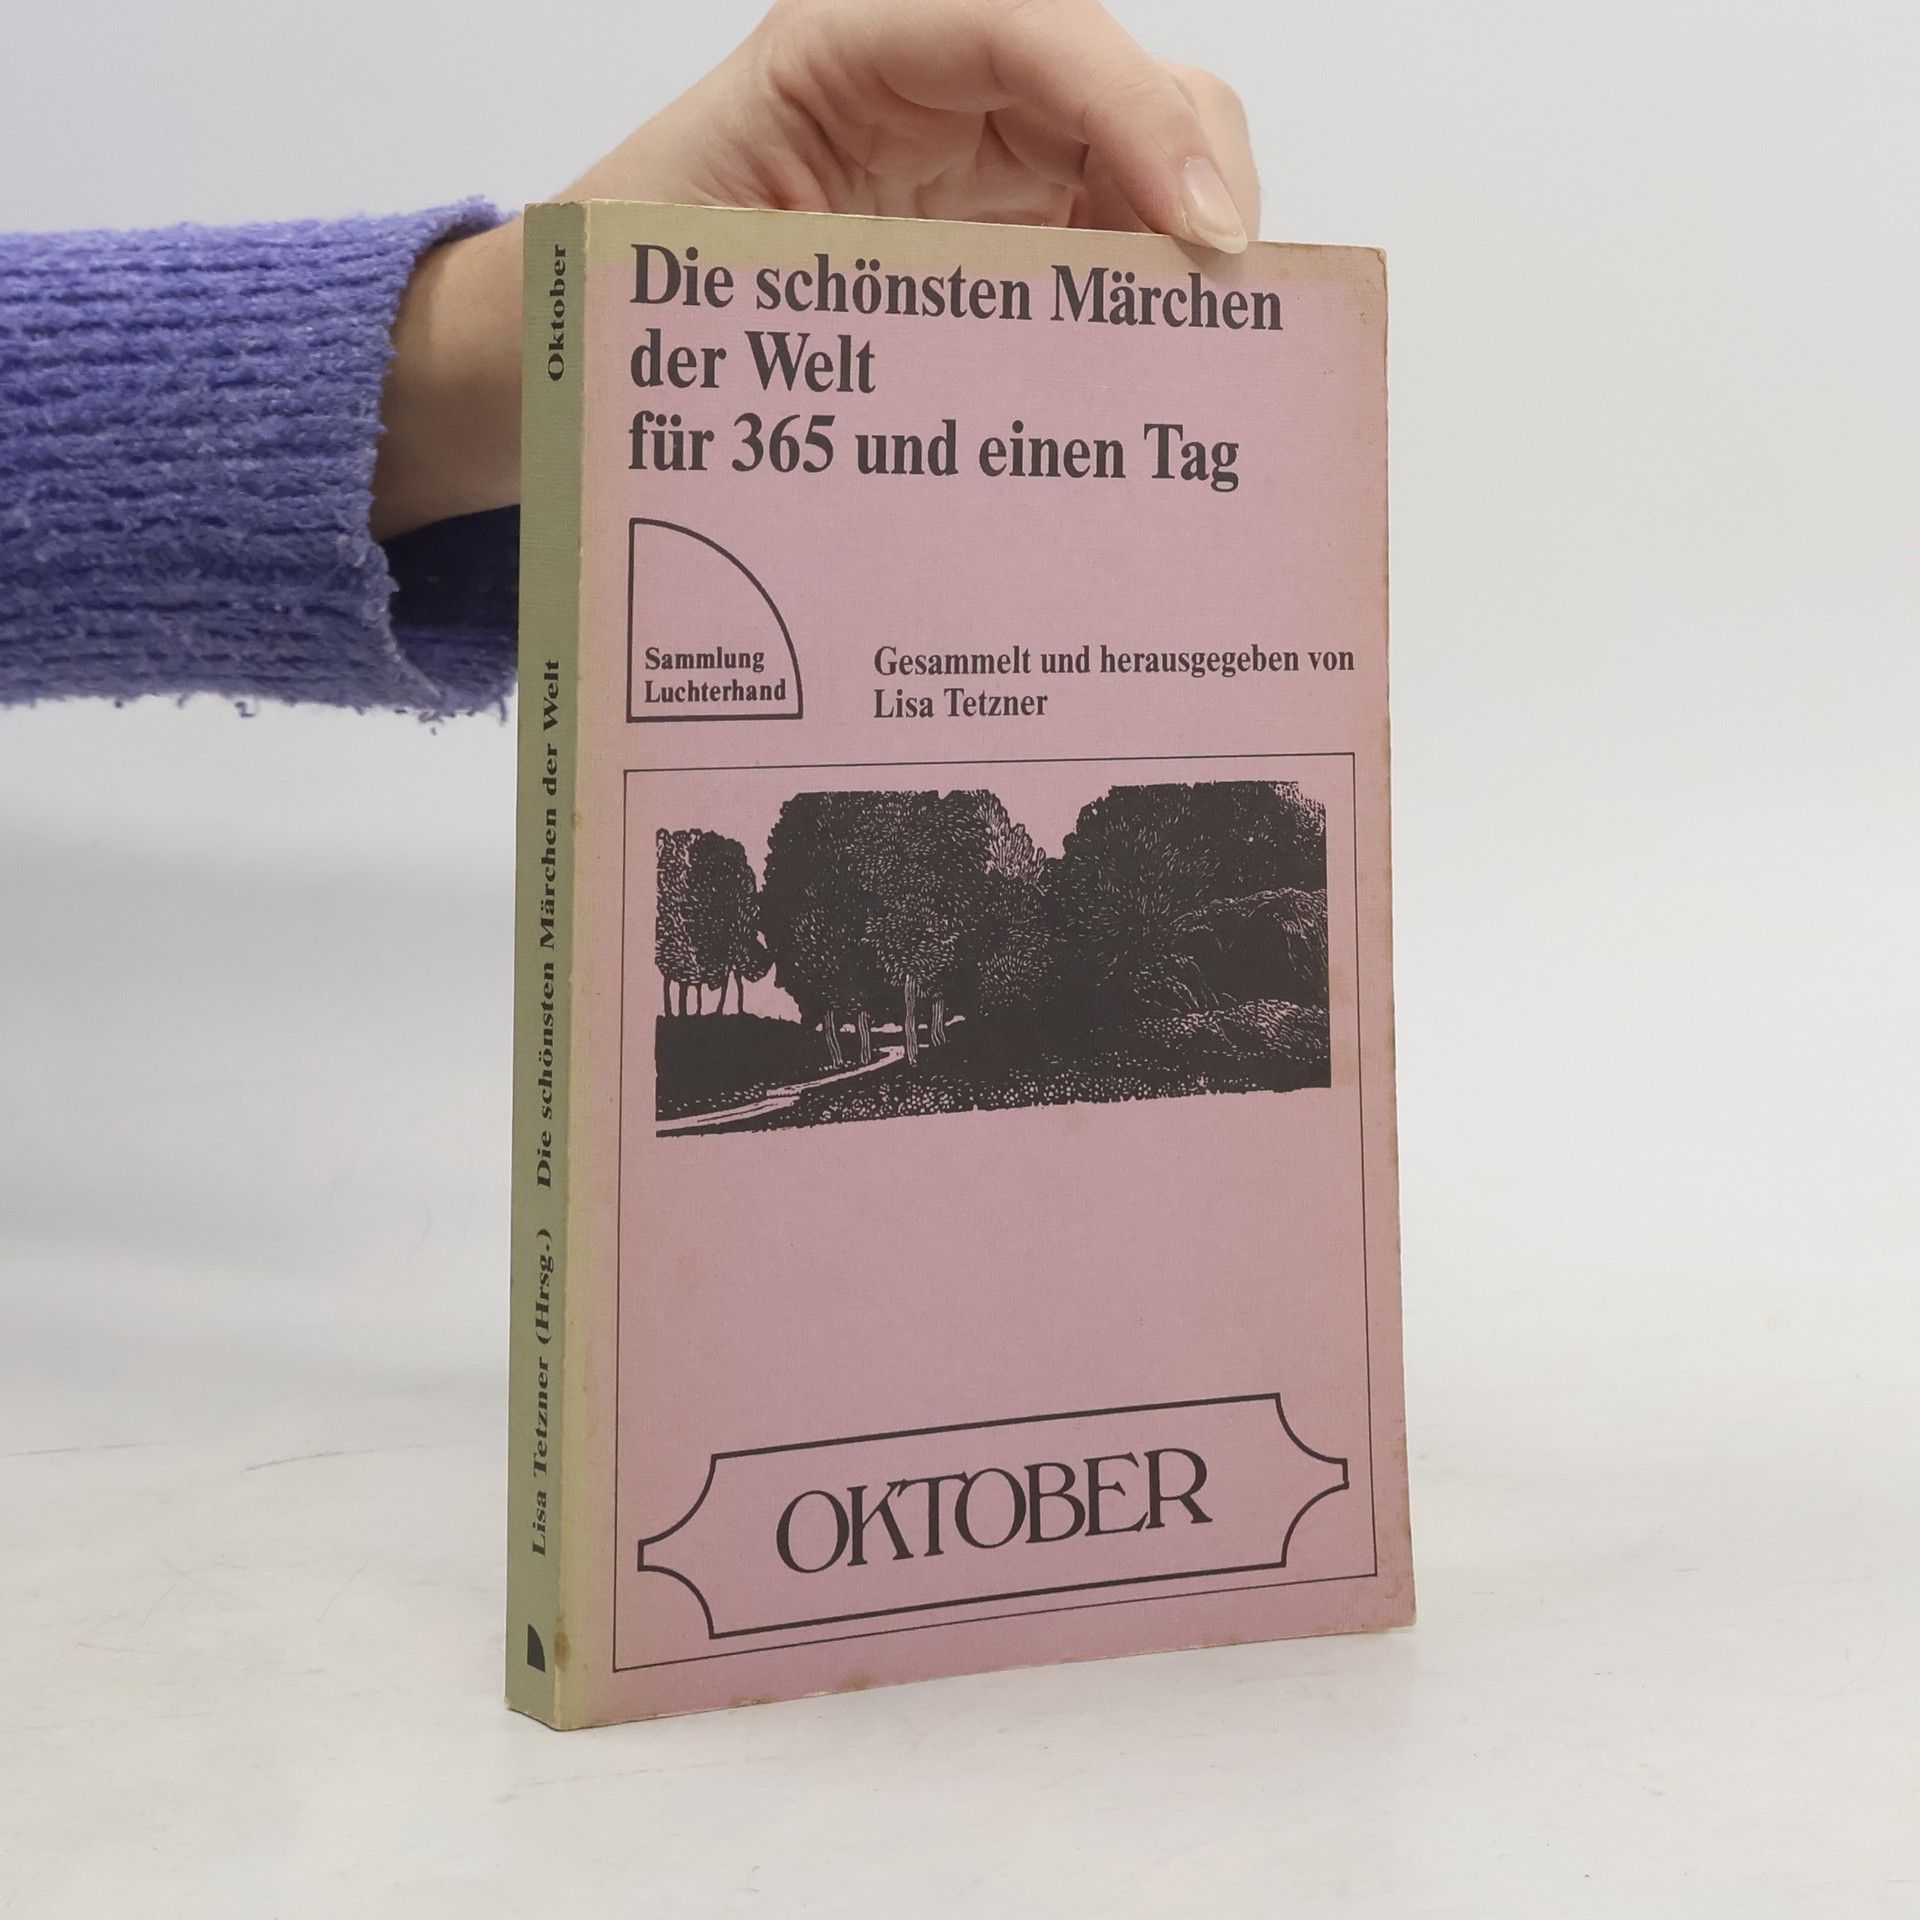 Die schönsten Märchen
der Welt
für 365 und einen Tag
Sammlung
Luchterhand
Gesammelt und herausgegeben von
Lisa Tetzner
OKTOBER
Lisa Tetzner (Hrsg.) Die schönsten Märchen der Welt Oktober